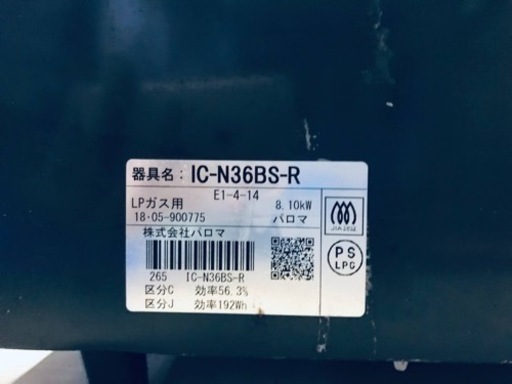 器具名： IC-N36BS-R
E1-4-14
LPガス用 8.10kW
18·05-900775 パロマ
株式会社パロマ
265 IC-N36BS-R
区分C 効率56.3%
区分J 効率192Wh
PS
LPG